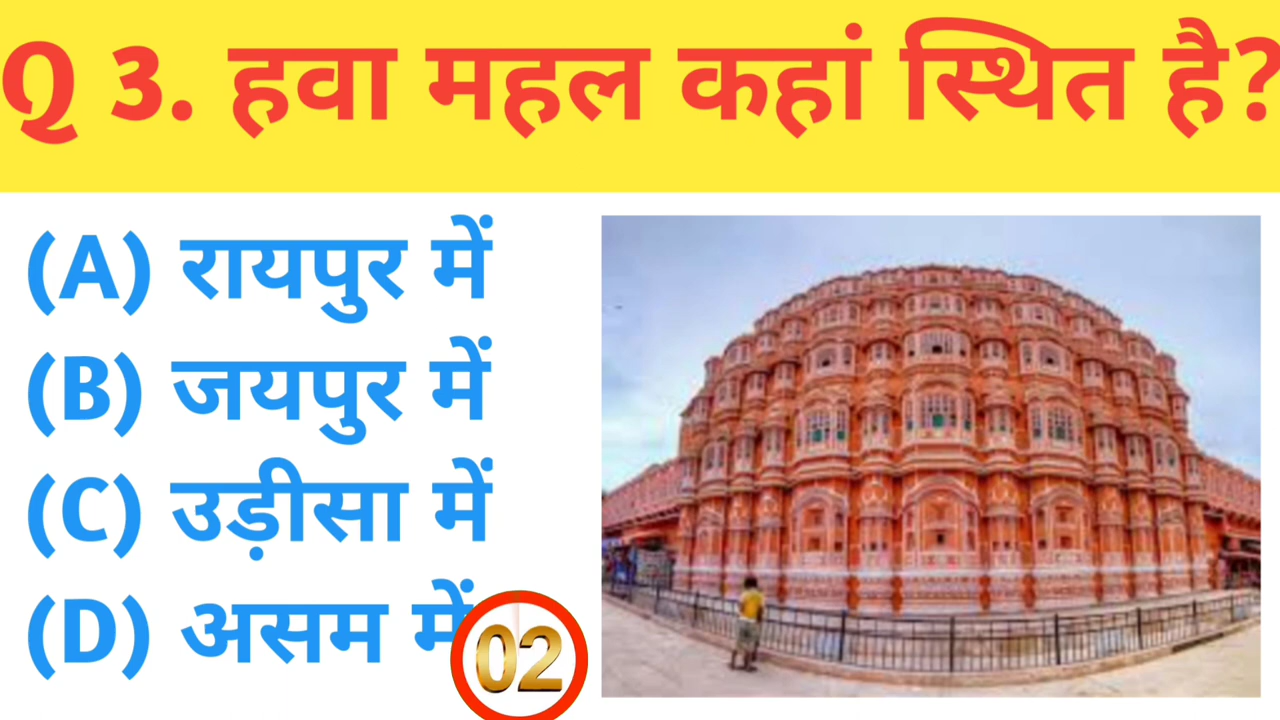 Q 3. हवा महल कहां स्थित है?
(A) रायपुर में
(B) जयपुर में
(C) उड़ीसा में
(D) असम में
02